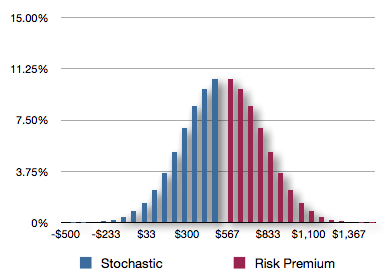 15.00%
11.25%
7.50%
3.75%
0%
-$500 -$233 $33 $300 $567 $833 $1,100 $1,367
Stochastic Risk Premium